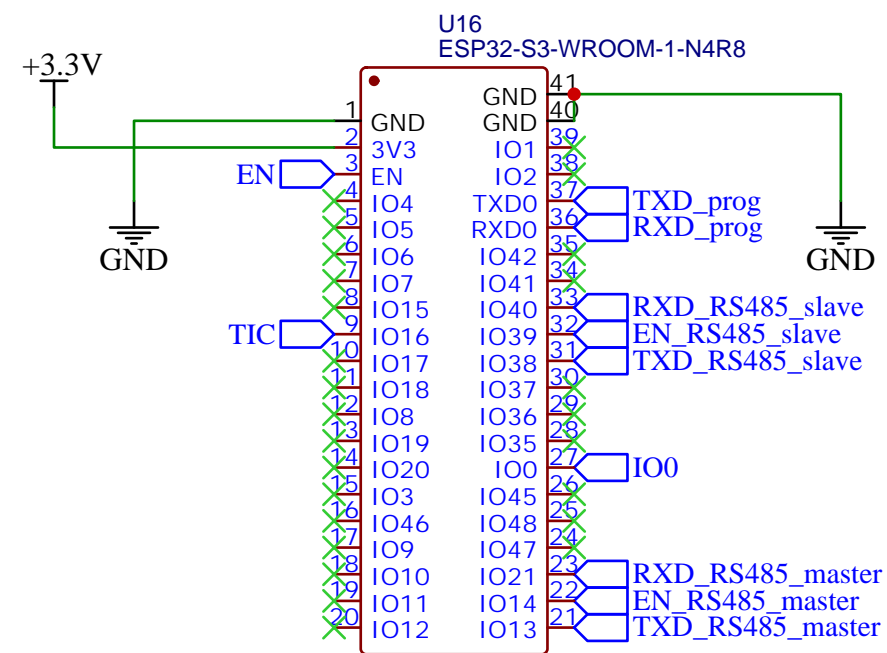 U16
ESP32-S3-WROOM-1-N4R8
+3.3V
41
GND
40
1
GND
GND
2
39
3V3
IO1
3
38
EN
EN
IO2
4
37
IO4
TXD0
TXD_prog
5
36
IO5
RXD0
RXD_prog
6
35
GND
IO6
IO42
GND
7
34
IO7
IO41
8
33
IO15
IO40
RXD_RS485_slave
9
32
TIC
IO16
IO39
EN_RS485_slave
10
31
IO17
IO38
TXD_RS485_slave
11
30
IO18
IO37
12
29
IO8
IO36
13
28
IO19
IO35
14
27
IO20
IO0
IO0
15
26
IO3
IO45
16
25
IO46
IO48
17
24
IO9
IO47
18
23
IO10
IO21
RXD_RS485_master
19
22
IO11
IO14
EN_RS485_master
20
21
IO12
IO13
TXD_RS485_master